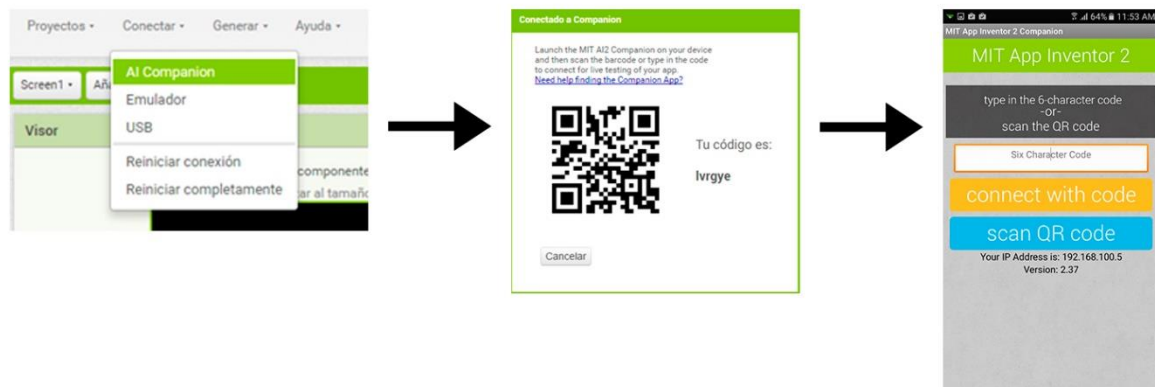 Proyectos Conectar Generar Ayuda
AI Companion
Screen1 Aña
Emulador
Visor
USB
Reiniciar conexión
componente
Reiniciar completamente
ar al tamaño
Conectado a Companion
Launch the MIT AI2 Companion on your device
and then scan the barcode or type in the code
to connect for live testing of your app.
Need help finding the Companion App?
Tu código es:
lvrgye
Cancelar
64% 11:53 AM
MIT App Inventor 2 Companion
MIT App Inventor 2
type in the 6-character code
-or-
scan the QR code
Six Character Code
connect with code
scan QR code
Your IP Address is: 192.168.100.5
Version: 2.37